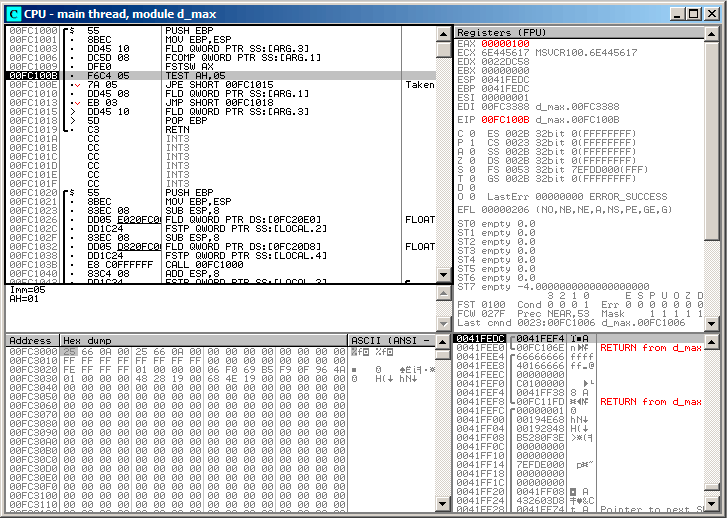 C CPU - main thread, module d_max
00FC1000 $ 55 PUSH EBP
00FC1001 . 8BEC MOV EBP,ESP
00FC1003 . DD45 10 FLD QWORD PTR SS:[ARG.3]
00FC1006 . DC5D 08 FCOMP QWORD PTR SS:[ARG.1]
00FC1009 . DFE0 FSTSW AX
00FC100B . F6C4 05 TEST AH,05
00FC100E .v 7A 05 JPE SHORT 00FC1015 Taken
00FC1010 . DD45 08 FLD QWORD PTR SS:[ARG.1]
00FC1013 .v EB 03 JMP SHORT 00FC1018
00FC1015 > DD45 10 FLD QWORD PTR SS:[ARG.3]
00FC1018 > 5D POP EBP
00FC1019 . C3 RETN
00FC101A CC INT3
00FC101B CC INT3
00FC101C CC INT3
00FC101D CC INT3
00FC101E CC INT3
00FC101F CC INT3
00FC1020 $ 55 PUSH EBP
00FC1021 . 8BEC MOV EBP,ESP
00FC1023 . 83EC 08 SUB ESP,8
00FC1026 . DD05 E020FC00 FLD QWORD PTR DS:[0FC20E0] FLOAT
00FC102C . DD1C24 FSTP QWORD PTR SS:[LOCAL.2]
00FC102F . 83EC 08 SUB ESP,8
00FC1032 . DD05 D820FC00 FLD QWORD PTR DS:[0FC20D8] FLOAT
00FC1038 . DD1C24 FSTP QWORD PTR SS:[LOCAL.4]
00FC103B . E8 C0FFFFFF CALL 00FC1000
00FC1040 . 83C4 08 ADD ESP,8
Imm=05
AH=01
Registers (FPU)
EAX 00000100
ECX 6E445617 MSVCR100.6E445617
EDX 0022DC58
EBX 00000000
ESP 0041FEDC
EBP 0041FEDC
ESI 00000001
EDI 00FC3388 d_max.00FC3388
EIP 00FC100B d_max.00FC100B
C 0 ES 002B 32bit 0(FFFFFFFF)
P 1 CS 0023 32bit 0(FFFFFFFF)
A 0 SS 002B 32bit 0(FFFFFFFF)
Z 0 DS 002B 32bit 0(FFFFFFFF)
S 0 FS 0053 32bit 7EFDD000(FFF)
T 0 GS 002B 32bit 0(FFFFFFFF)
D 0
O 0 LastErr 00000000 ERROR_SUCCESS
EFL 00000206 (NO,NB,NE,A,NS,PE,GE,G)
ST0 empty 0.0
ST1 empty 0.0
ST2 empty 0.0
ST3 empty 0.0
ST4 empty 0.0
ST5 empty 0.0
ST6 empty 0.0
ST7 empty -4.0000000000000000000
3 2 1 0 E S P U O Z D
FST 0100 Cond 0 0 0 1 Err 0 0 0 0 0 0 0
FCW 027F Prec NEAR,53 Mask 1 1 1 1 1
Last cmnd 0023:00FC1006 d_max.00FC1006
Address Hex dump ASCII (ANSI -
00FC3000 25 66 0A 00 25 66 0A 00 00 00 00 00 00 00 00 00
00FC3010 FF FF FF FF FF FF FF FF 00 00 00 00 00 00 00 00
00FC3020 FE FF FF FF 01 00 00 00 06 F0 69 B5 F9 0F 96 4A
00FC3030 01 00 00 00 48 28 19 00 68 4E 19 00 00 00 00 00
00FC3040 00 00 00 00 00 00 00 00 00 00 00 00 00 00 00 00
00FC3050 00 00 00 00 00 00 00 00 00 00 00 00 00 00 00 00
00FC3060 00 00 00 00 00 00 00 00 00 00 00 00 00 00 00 00
00FC3070 00 00 00 00 00 00 00 00 00 00 00 00 00 00 00 00
00FC3080 00 00 00 00 00 00 00 00 00 00 00 00 00 00 00 00
00FC3090 00 00 00 00 00 00 00 00 00 00 00 00 00 00 00 00
00FC30A0 00 00 00 00 00 00 00 00 00 00 00 00 00 00 00 00
00FC30B0 00 00 00 00 00 00 00 00 00 00 00 00 00 00 00 00
00FC30C0 00 00 00 00 00 00 00 00 00 00 00 00 00 00 00 00
00FC30D0 00 00 00 00 00 00 00 00 00 00 00 00 00 00 00 00
00FC30E0 00 00 00 00 00 00 00 00 00 00 00 00 00 00 00 00
00FC30F0 00 00 00 00 00 00 00 00 00 00 00 00 00 00 00 00
00FC3100 00 00 00 00 00 00 00 00 00 00 00 00 00 00 00 00
0041FEDC 0041FEF4
0041FEE0 00FC106E RETURN from d_max
0041FEE4 66666666 ffff
0041FEE8 40166666 ff_@
0041FEEC 00000000
0041FEF0 C0100000
0041FEF4 0041FF38 8 A
0041FEF8 00FC11FD RETURN from d_max
0041FEFC 00000001
0041FF00 00194E68 hN
0041FF04 00192848 H(
0041FF08 B5280F3E
0041FF0C 00000000
0041FF10 00000000
0041FF14 7EFDE000
0041FF18 00000000
0041FF1C 00000000
0041FF20 0041FF08
0041FF24 432603D8
0041FF28 0041FF74 t A Pointer to next S